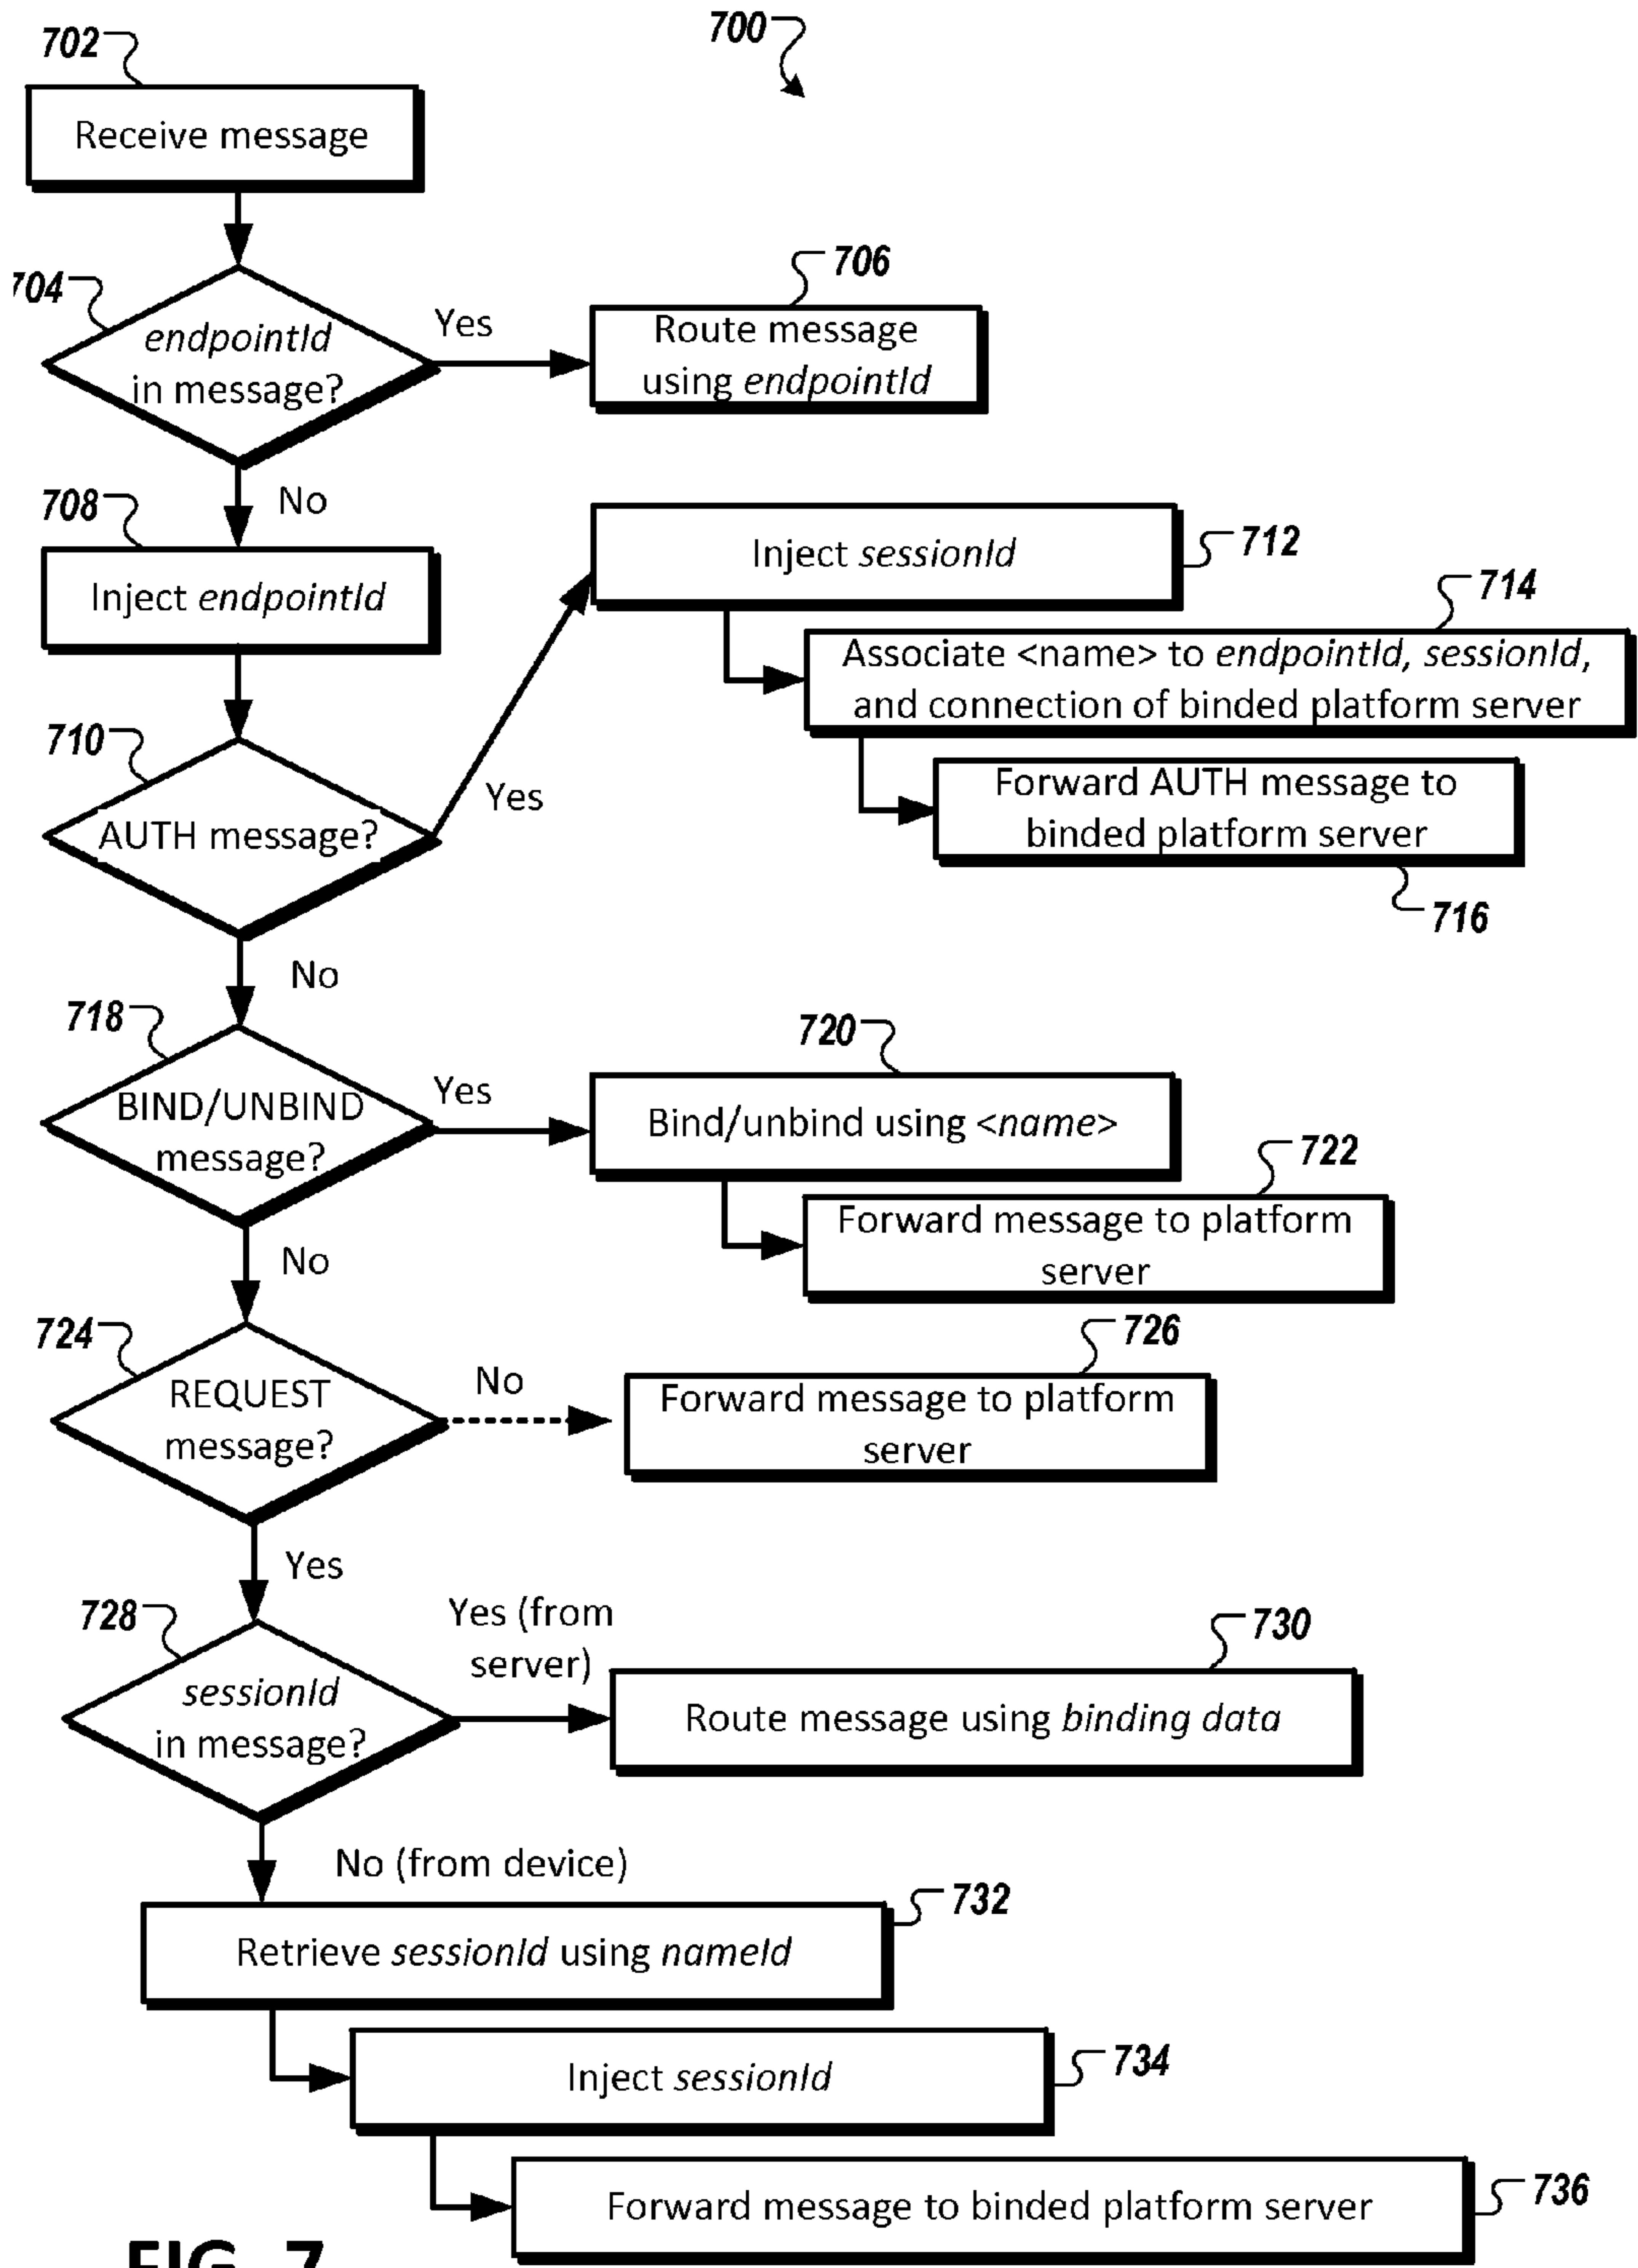 702
700
Receive message
704
706
endpointId
in message?
Yes
Route message
using endpointId
No
708
Inject endpointId
Inject sessionId
712
714
Associate <name> to endpointId, sessionId,
and connection of binded platform server
710
AUTH message?
Yes
Forward AUTH message to
binded platform server
716
No
718
BIND/UNBIND
message?
Yes
720
Bind/unbind using <name>
722
Forward message to platform
server
No
724
REQUEST
message?
No
726
Forward message to platform
server
Yes
728
sessionId
in message?
Yes (from
server)
730
Route message using binding data
No (from device)
732
Retrieve sessionId using nameId
Inject sessionId
734
Forward message to binded platform server
736
FIG. 7